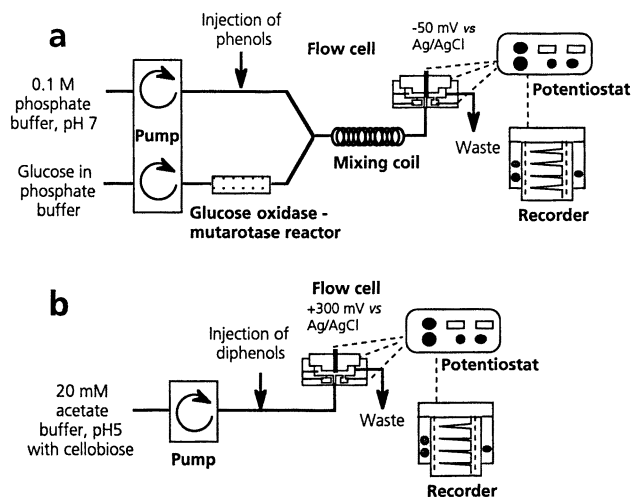 a
Injection of
phenols
Flow cell
-50 mV vs
Ag/AgCl
Potentiostat
0.1 M
phosphate
buffer, pH 7
Pump
Mixing coil
Waste
Recorder
Glucose in
phosphate
buffer
Glucose oxidase -
mutarotase reactor
b
Flow cell
+300 mV vs
Ag/AgCl
Injection of
diphenols
Potentiostat
20 mM
acetate
buffer, pH5
with cellobiose
Pump
Waste
Recorder